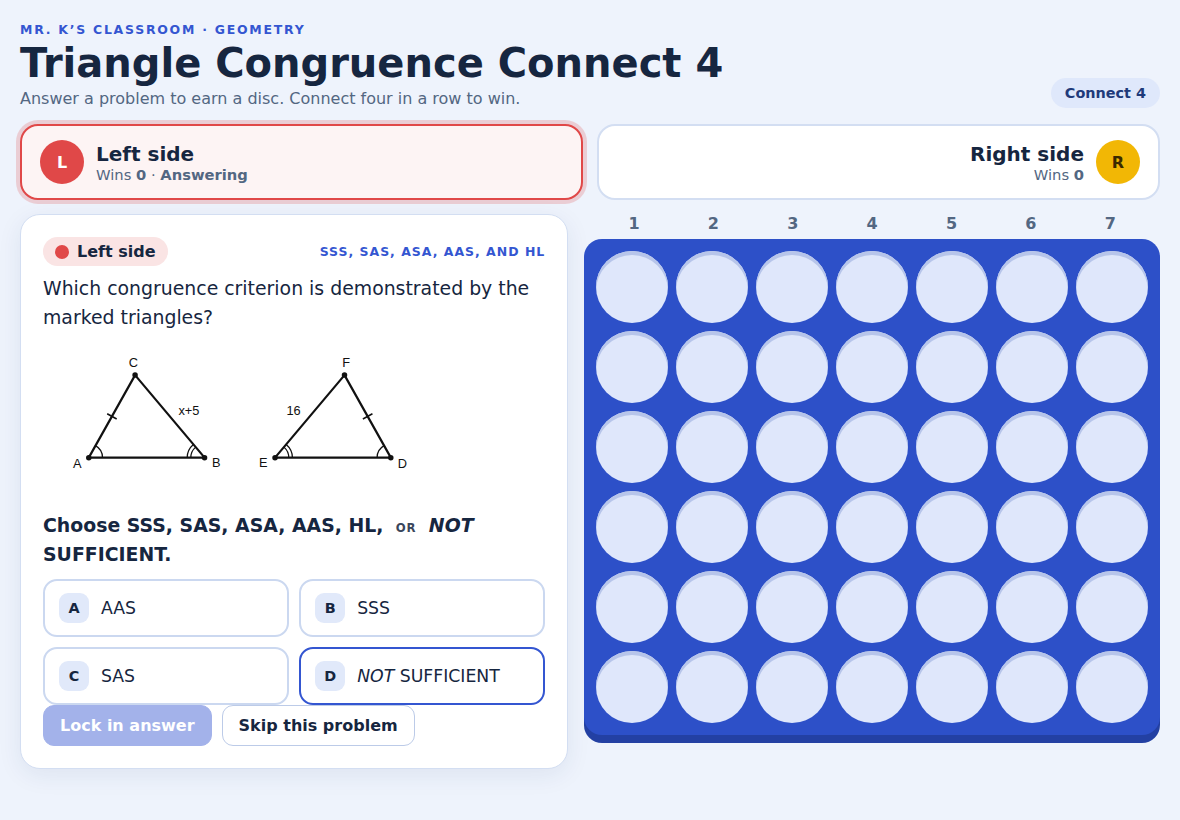 MR. K’S CLASSROOM · GEOMETRY
Triangle Congruence Connect 4
Answer a problem to earn a disc. Connect four in a row to win.
Connect 4
L
Left side
Wins 0 · Answering
Right side
Wins 0
R
Left side
SSS, SAS, ASA, AAS, AND HL
Which congruence criterion is demonstrated by the
marked triangles?
C
F
x+5
16
A
B
E
D
Choose SSS, SAS, ASA, AAS, HL, OR NOT
SUFFICIENT.
A AAS
B SSS
C SAS
D NOT SUFFICIENT
Lock in answer
Skip this problem
1 2 3 4 5 6 7